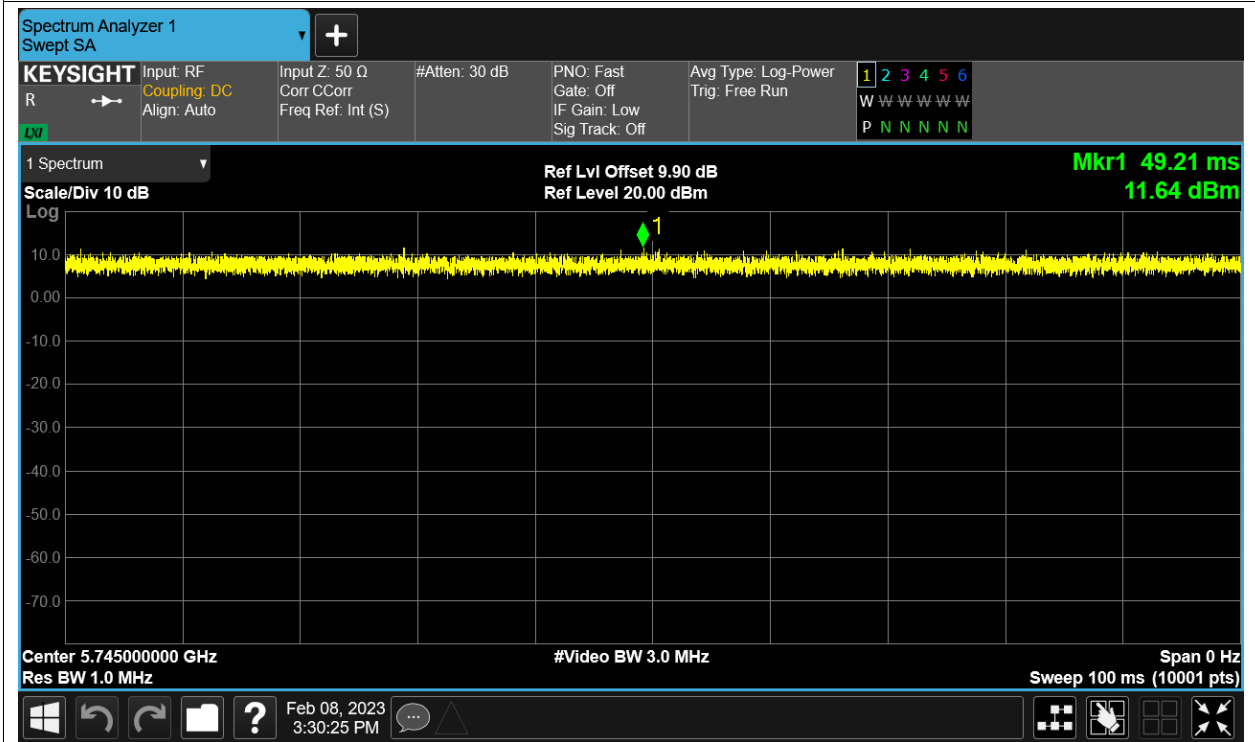 Spectrum Analyzer 1
Swept SA
KEYSIGHT Input: RF Input Z: 50 Ω #Atten: 30 dB PNO: Fast Avg Type: Log-Power 1 2 3 4 5 6
R Coupling: DC Corr CCorr Gate: Off Trig: Free Run W W W W W W
Align: Auto Freq Ref: Int (S) IF Gain: Low
LXI Sig Track: Off P N N N N N
1 Spectrum Ref Lvl Offset 9.90 dB Mkr1 49.21 ms
Scale/Div 10 dB Ref Level 20.00 dBm 11.64 dBm
Log
1
10.0
0.00
-10.0
-20.0
-30.0
-40.0
-50.0
-60.0
-70.0
Center 5.745000000 GHz #Video BW 3.0 MHz Span 0 Hz
Res BW 1.0 MHz Sweep 100 ms (10001 pts)
? Feb 08, 2023
3:30:25 PM